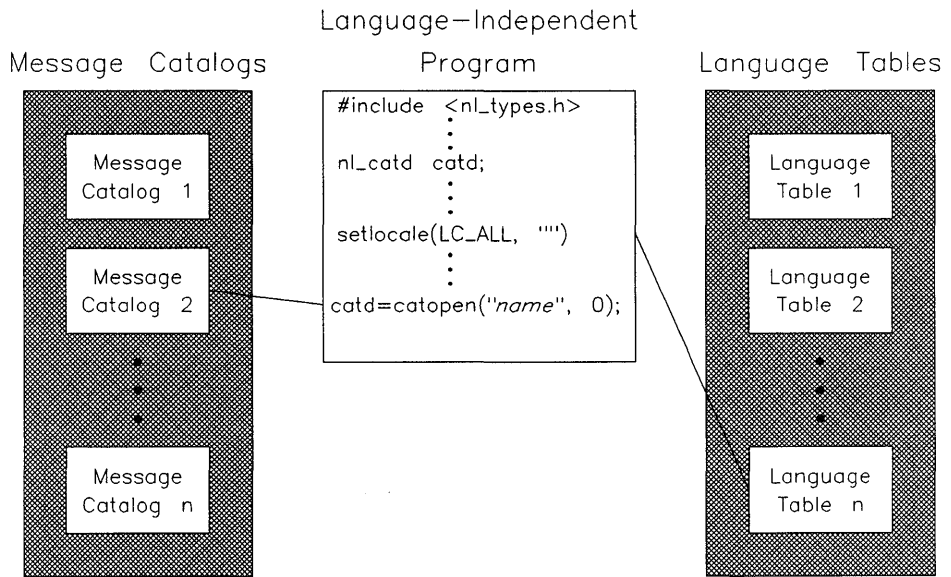 Language-Independent
Message Catalogs
Program
Language Tables
Message
Catalog 1
Message
Catalog 2
Message
Catalog n
#include <nl_types.h>
nl_catd catd;
setlocale(LC_ALL, "")
catd=catopen("name", 0);
Language
Table 1
Language
Table 2
Language
Table n